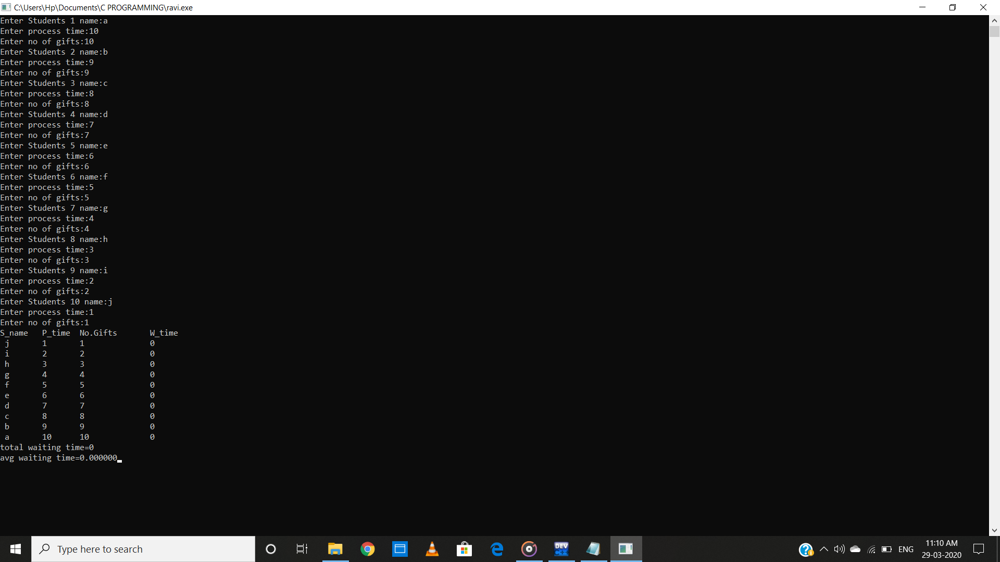 C:\Users\Hp\Documents\C PROGRAMMING\ravi.exe
Enter Students 1 name:a
Enter process time:10
Enter no of gifts:10
Enter Students 2 name:b
Enter process time:9
Enter no of gifts:9
Enter Students 3 name:c
Enter process time:8
Enter no of gifts:8
Enter Students 4 name:d
Enter process time:7
Enter no of gifts:7
Enter Students 5 name:e
Enter process time:6
Enter no of gifts:6
Enter Students 6 name:f
Enter process time:5
Enter no of gifts:5
Enter Students 7 name:g
Enter process time:4
Enter no of gifts:4
Enter Students 8 name:h
Enter process time:3
Enter no of gifts:3
Enter Students 9 name:i
Enter process time:2
Enter no of gifts:2
Enter Students 10 name:j
Enter process time:1
Enter no of gifts:1
S_name P_time No.Gifts W_time
j 1 1 0
i 2 2 0
h 3 3 0
g 4 4 0
f 5 5 0
e 6 6 0
d 7 7 0
c 8 8 0
b 9 9 0
a 10 10 0
total waiting time=0
avg waiting time=0.000000
Type here to search
DEV
C++
ENG
11:10 AM
29-03-2020